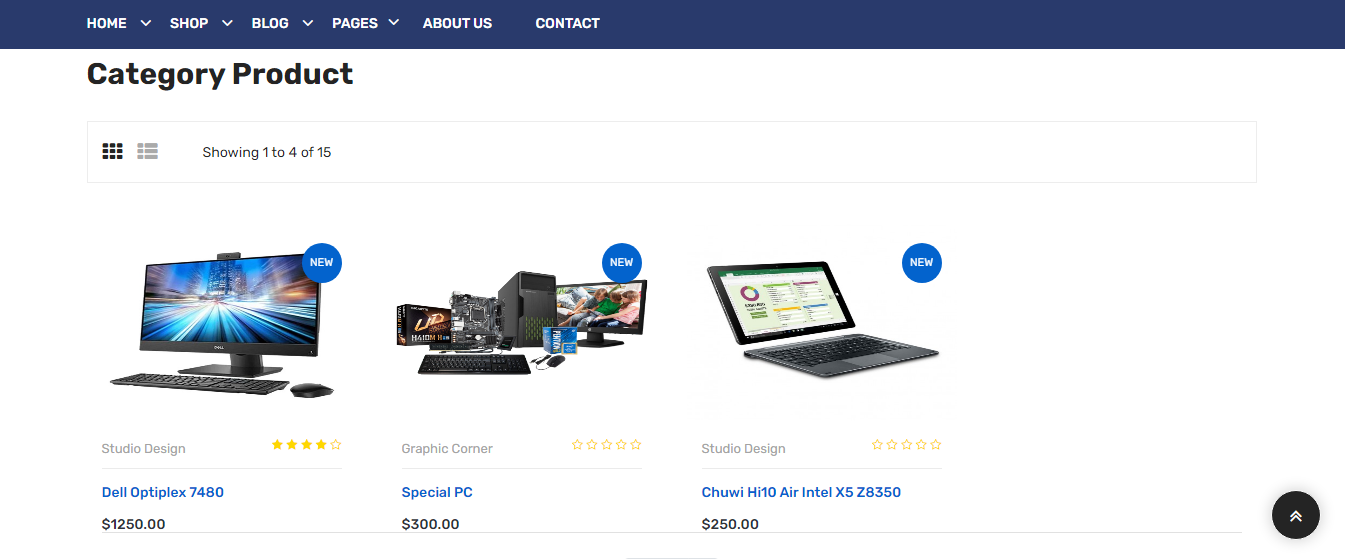 HOME SHOP BLOG PAGES ABOUT US CONTACT
Category Product
Showing 1 to 4 of 15
NEW NEW NEW
DELL
H410M H
Studio Design Graphic Corner Studio Design
Dell Optiplex 7480 Special PC Chuwi Hi10 Air Intel X5 Z8350
$1250.00 $300.00 $250.00